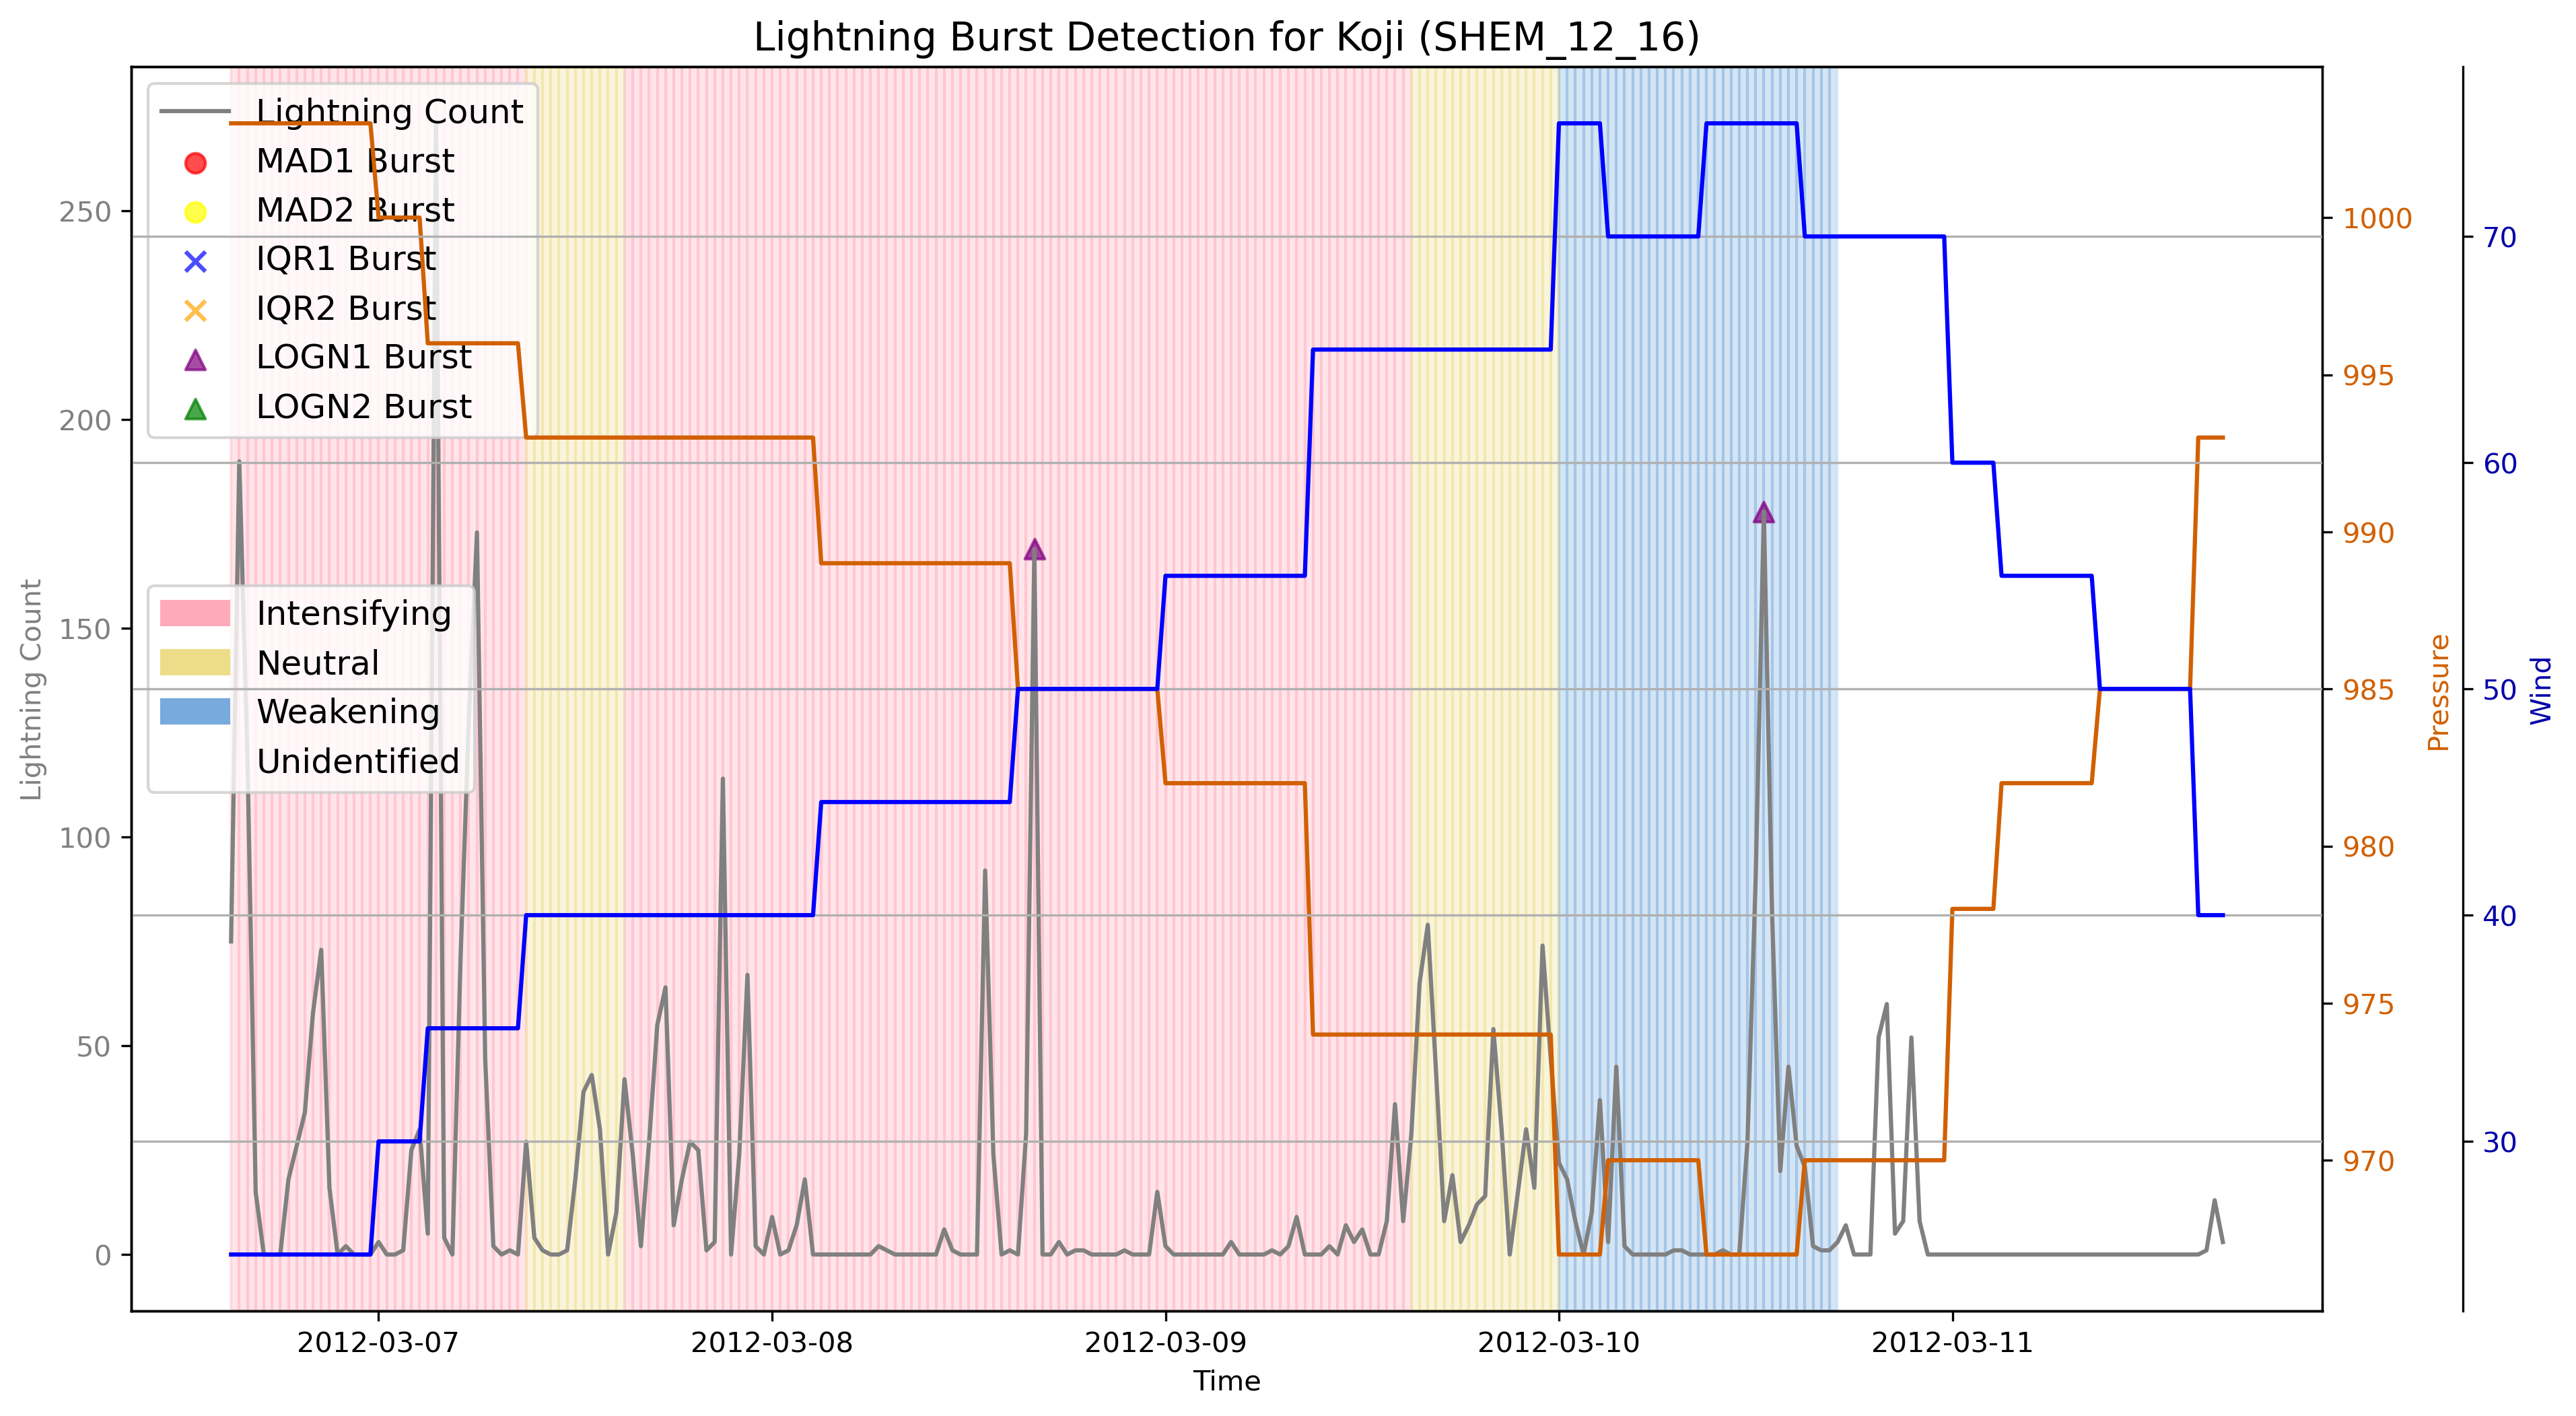 Lightning Burst Detection for Koji (SHEM_12_16)
Lightning Count
MAD1 Burst
MAD2 Burst
IQR1 Burst
IQR2 Burst
LOGN1 Burst
LOGN2 Burst
Intensifying
Neutral
Weakening
Unidentified
Lightning Count
250
200
150
100
50
0
1000
995
990
985
980
975
970
Pressure
70
60
50
40
30
Wind
2012-03-07
2012-03-08
2012-03-09
2012-03-10
2012-03-11
Time